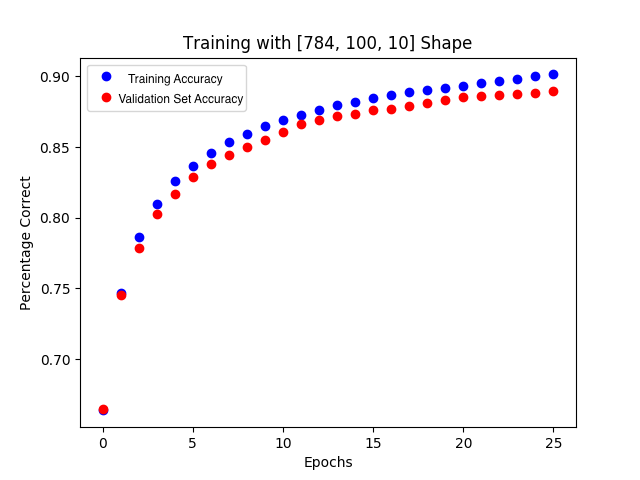 Training with [784, 100, 10] Shape
Training Accuracy
Validation Set Accuracy
Percentage Correct
0.90
0.85
0.80
0.75
0.70
0
5
10
15
20
25
Epochs